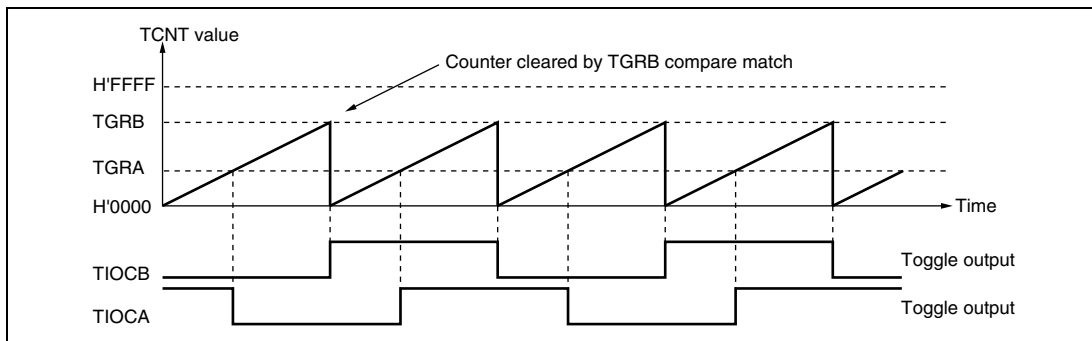 TCNT value
Counter cleared by TGRB compare match
H'FFFF
TGRB
TGRA
H'0000
Time
TIOCB
Toggle output
TIOCA
Toggle output